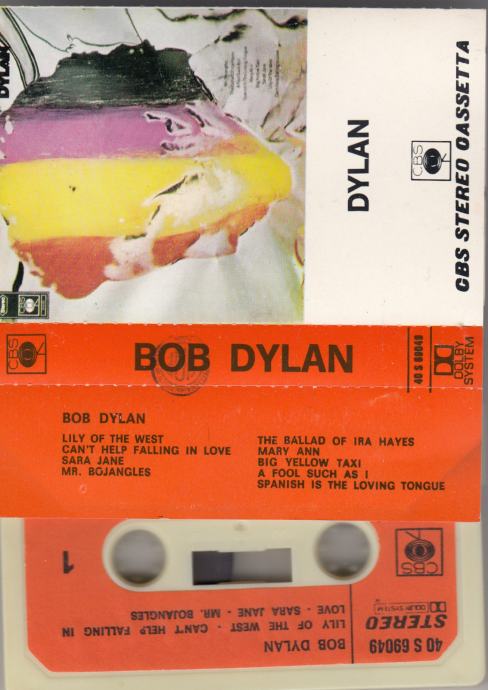 DYLAN
DYLAN
CBS
CBS STEREO CASSETTA
CBS
BOB DYLAN
40 S 69049
DOLBY
SYSTEM
BOB DYLAN
LILY OF THE WEST
CAN'T HELP FALLING IN LOVE
SARA JANE
MR. BOJANGLES
THE BALLAD OF IRA HAYES
MARY ANN
BIG YELLOW TAXI
A FOOL SUCH AS I
SPANISH IS THE LOVING TONGUE
40 S 69049
STEREO
DOLBY SYSTEM
CBS
1
BOB DYLAN
LILY OF THE WEST - CAN'T HELP FALLING IN
LOVE - SARA JANE - MR. BOJANGLES